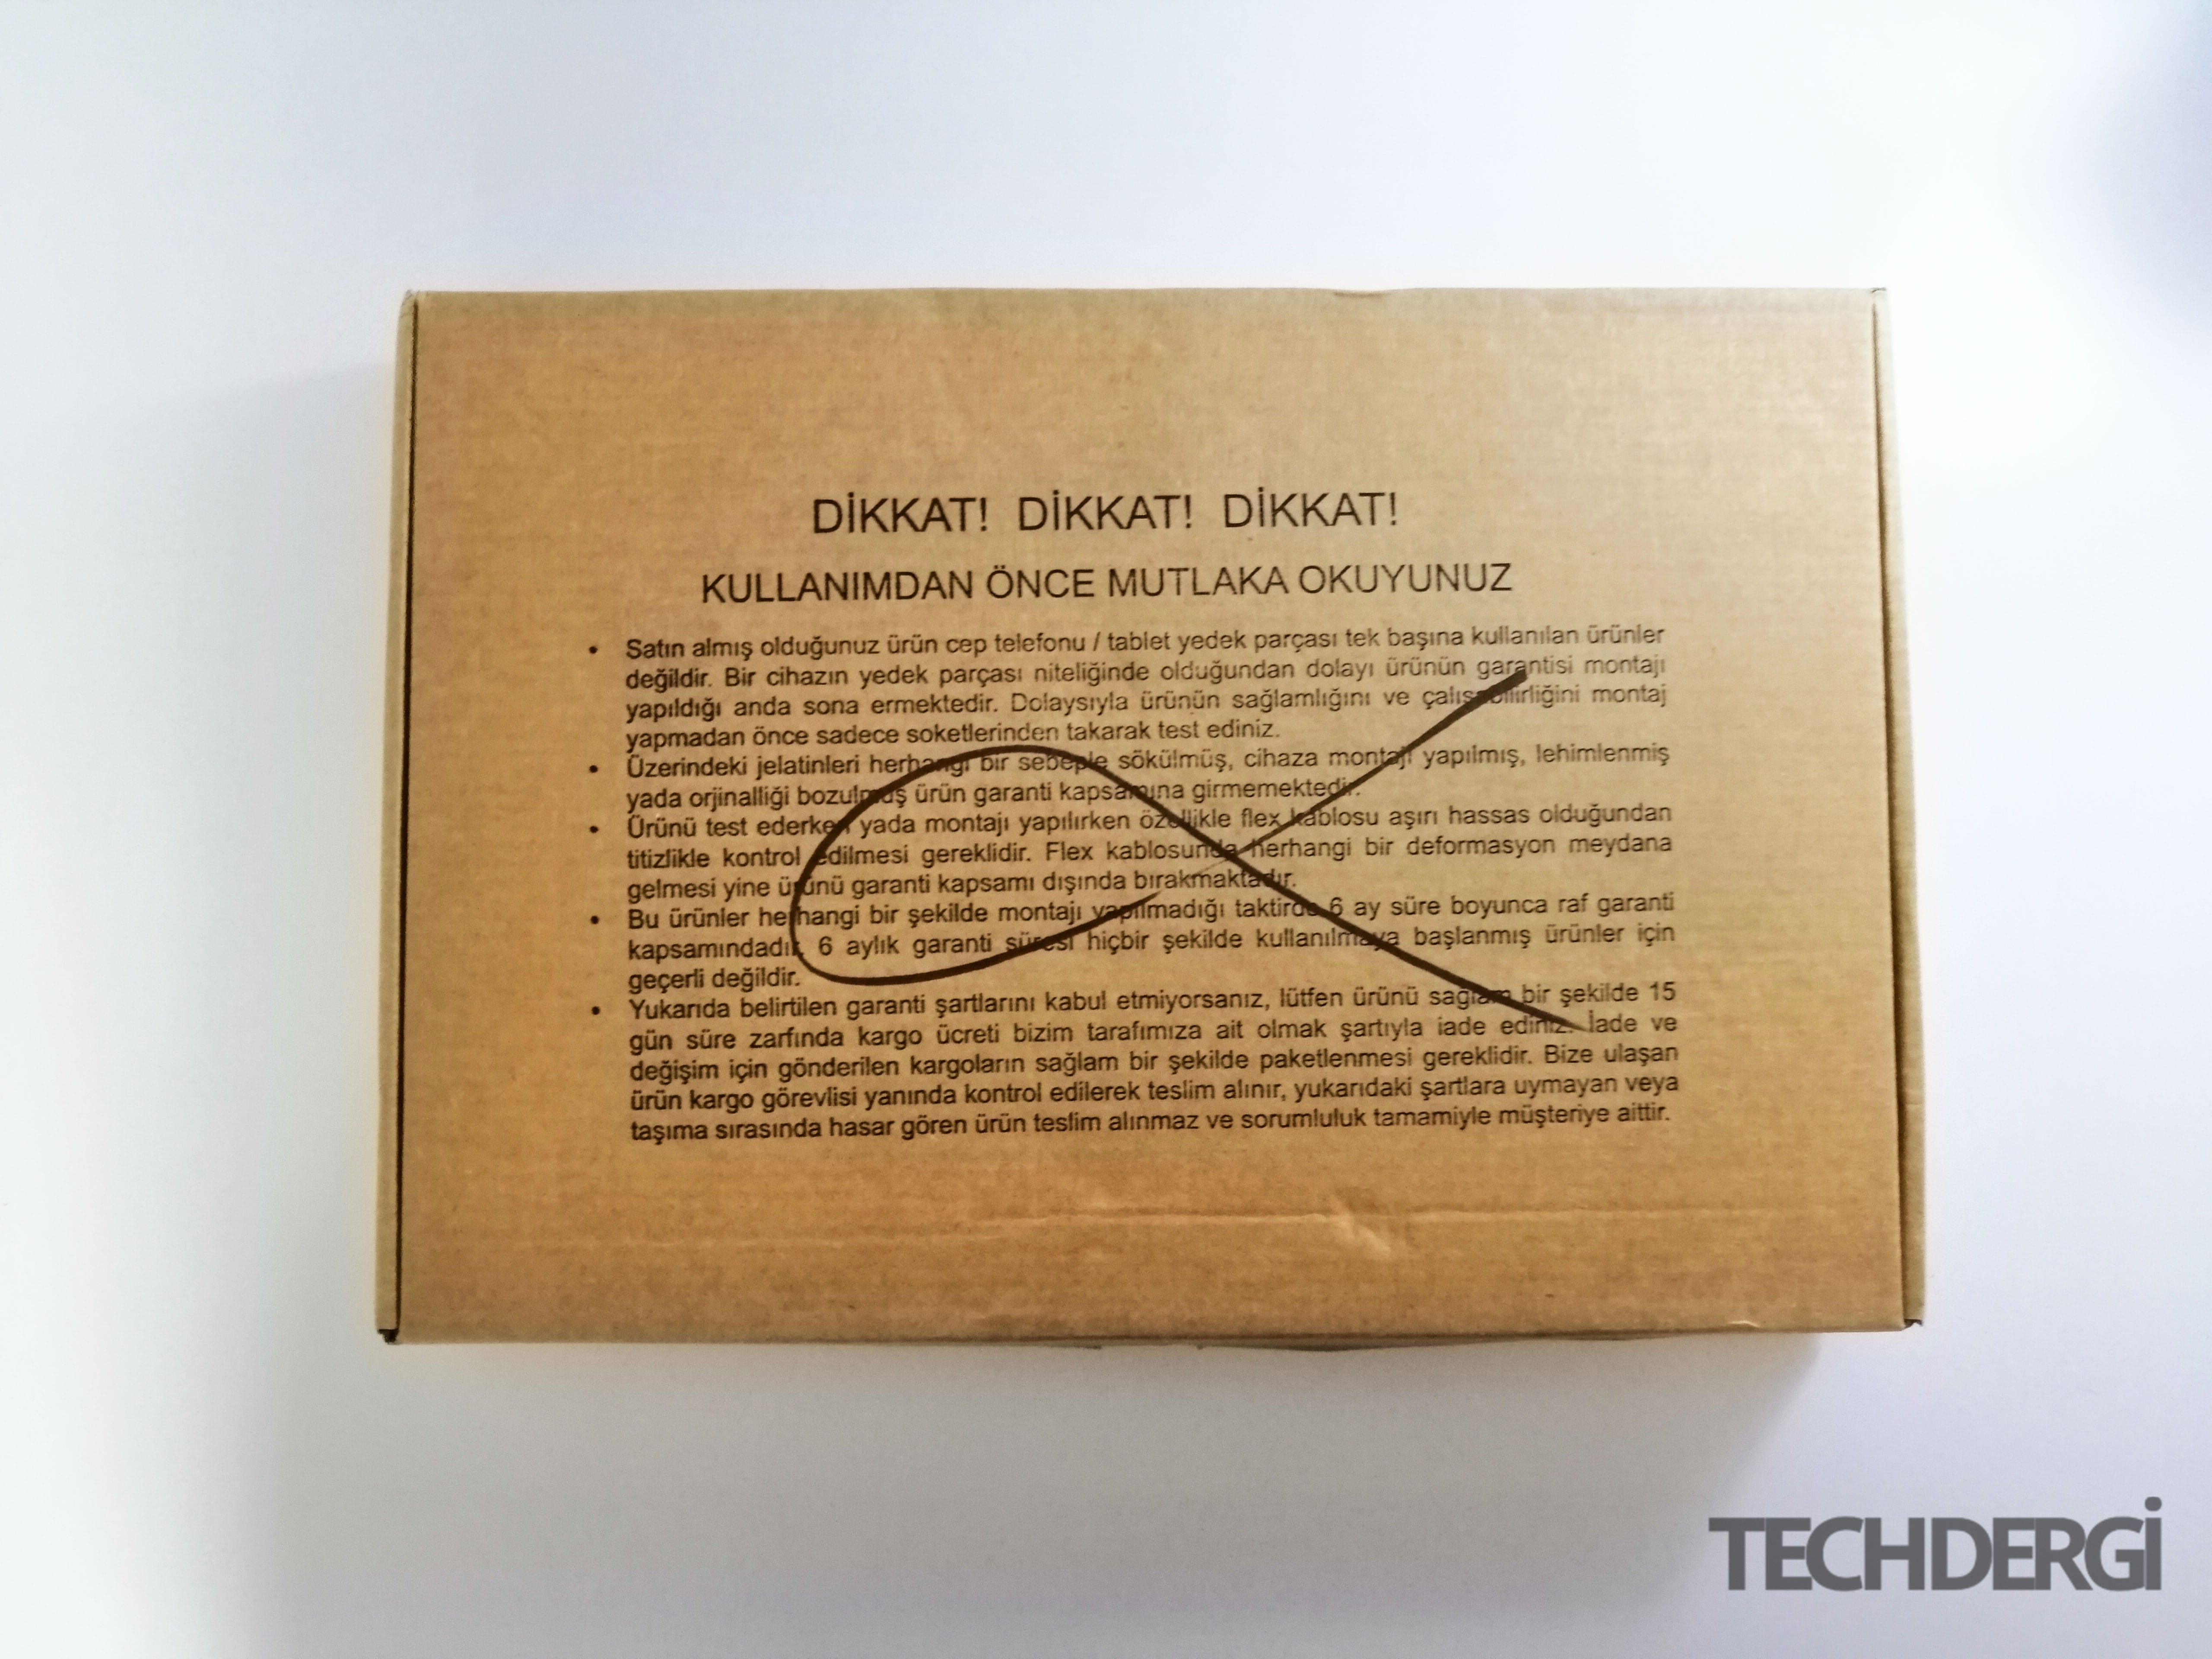 DİKKAT! DİKKAT! DİKKAT!
KULLANIMDAN ÖNCE MUTLAKA OKUYUNUZ
• Satın almış olduğunuz ürün cep telefonu / tablet yedek parçası tek başına kullanılan ürünler
değildir. Bir cihazın yedek parçası niteliğinde olduğundan dolayı ürünün garantisi montajı
yapıldığı anda sona ermektedir. Dolaysıyla ürünün sağlamlığını ve çalışabilirliğini montaj
yapmadan önce sadece soketlerinden takarak test ediniz.
• Üzerindeki jelatinleri herhangi bir sebeple sökülmüş, cihaza montajı yapılmış, lehimlenmiş
yada orjinalliği bozulmuş ürün garanti kapsamına girmemektedir.
• Ürünü test ederken yada montajı yapılırken özellikle flex kablosu aşırı hassas olduğundan
titizlikle kontrol edilmesi gereklidir. Flex kablosunda herhangi bir deformasyon meydana
gelmesi yine ürünü garanti kapsamı dışında bırakmaktadır.
• Bu ürünler herhangi bir şekilde montajı yapılmadığı taktirde 6 ay süre boyunca raf garanti
kapsamındadır. 6 aylık garanti süresi hiçbir şekilde kullanılmaya başlanmış ürünler için
geçerli değildir.
• Yukarıda belirtilen garanti şartlarını kabul etmiyorsanız, lütfen ürünü sağlam bir şekilde 15
gün süre zarfında kargo ücreti bizim tarafımıza ait olmak şartıyla iade ediniz. İade ve
değişim için gönderilen kargoların sağlam bir şekilde paketlenmesi gereklidir. Bize ulaşan
ürün kargo görevlisi yanında kontrol edilerek teslim alınır, yukarıdaki şartlara uymayan veya
taşıma sırasında hasar gören ürün teslim alınmaz ve sorumluluk tamamiyle müşteriye aittir.
TECHDERGİ